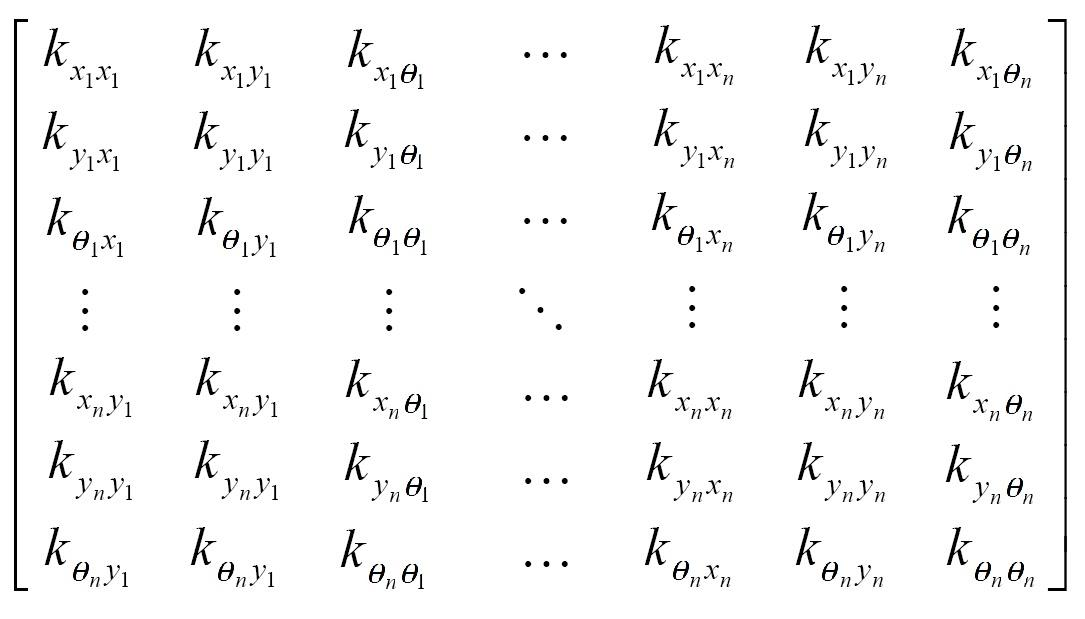 k_{x_1x_1} k_{x_1y_1} k_{x_1θ_1} ⋯ k_{x_1x_n} k_{x_1y_n} k_{x_1θ_n}
k_{y_1x_1} k_{y_1y_1} k_{y_1θ_1} ⋯ k_{y_1x_n} k_{y_1y_n} k_{y_1θ_n}
k_{θ_1x_1} k_{θ_1y_1} k_{θ_1θ_1} ⋯ k_{θ_1x_n} k_{θ_1y_n} k_{θ_1θ_n}
⋮ ⋮ ⋮ ⋱ ⋮ ⋮ ⋮
k_{x_ny_1} k_{x_ny_1} k_{x_nθ_1} ⋯ k_{x_nx_n} k_{x_ny_n} k_{x_nθ_n}
k_{y_ny_1} k_{y_ny_1} k_{y_nθ_1} ⋯ k_{y_nx_n} k_{y_ny_n} k_{y_nθ_n}
k_{θ_ny_1} k_{θ_ny_1} k_{θ_nθ_1} ⋯ k_{θ_nx_n} k_{θ_ny_n} k_{θ_nθ_n}